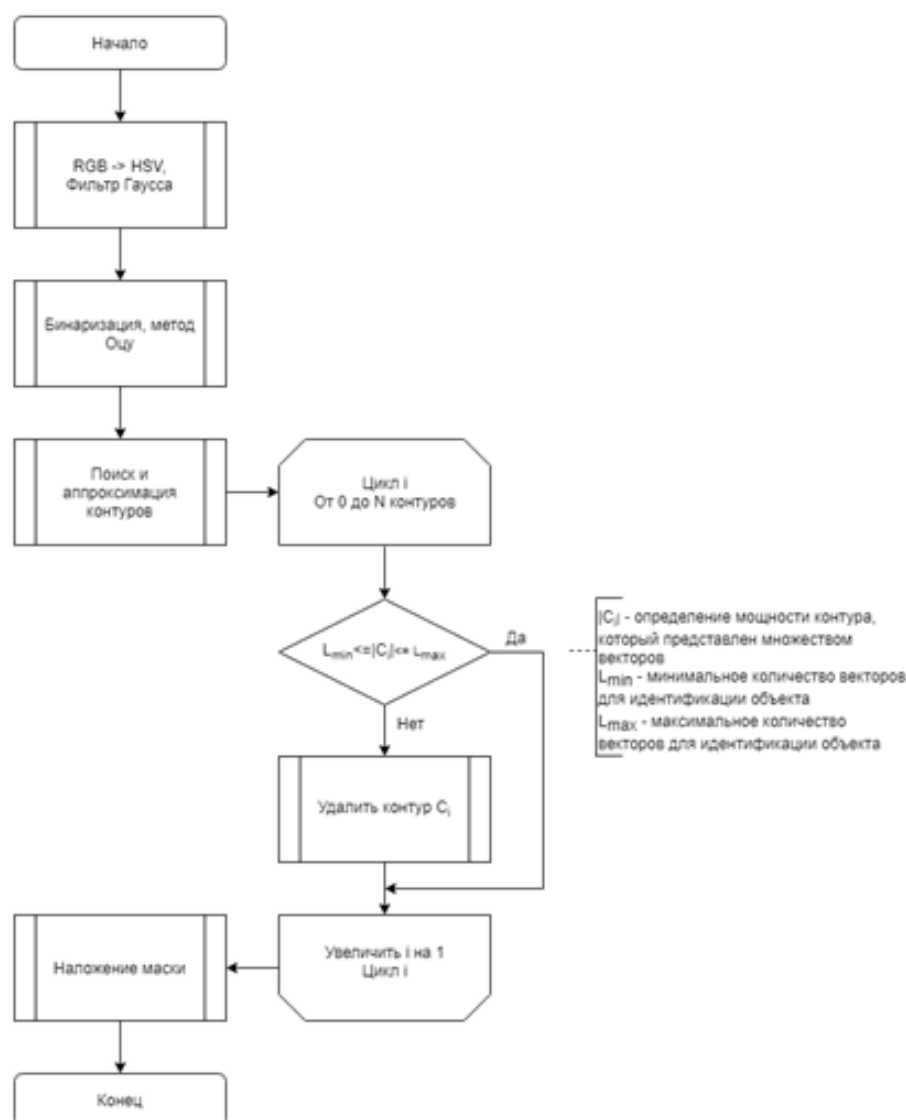 Начало
RGB -> HSV,
Фильтр Гаусса
Бинаризация, метод
Оцу
Поиск и
аппроксимация
контуров
Цикл i
От 0 до N контуров
Lmin<=|Ci|<= Lmax
Да
Нет
|Ci| - определение мощности контура,
который представлен множеством
векторов
Lmin - минимальное количество векторов
для идентификации объекта
Lmax - максимальное количество
векторов для идентификации объекта
Удалить контур Ci
Увеличить i на 1
Цикл i
Наложение маски
Конец